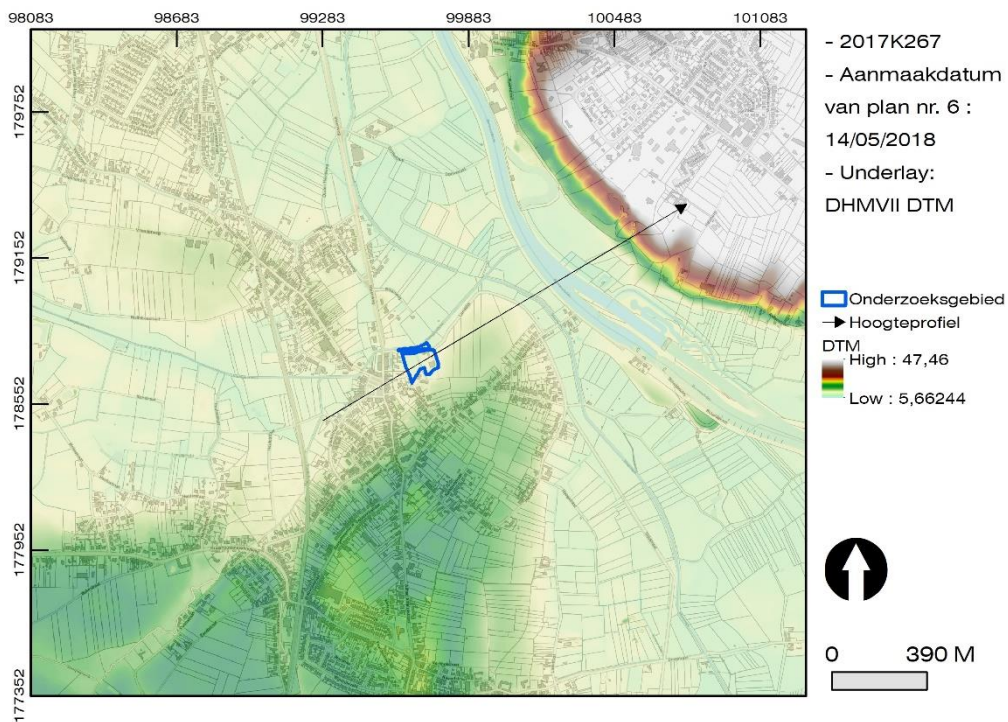 98083 98683 99283 99883 100483 101083
179752
179152
178552
177952
177352
- 2017K267
- Aanmaakdatum
van plan nr. 6 :
14/05/2018
- Underlay:
DHMVII DTM
Onderzoeksgebied
Hoogteprofiel
DTM
High : 47,46
Low : 5,66244
0 390 M